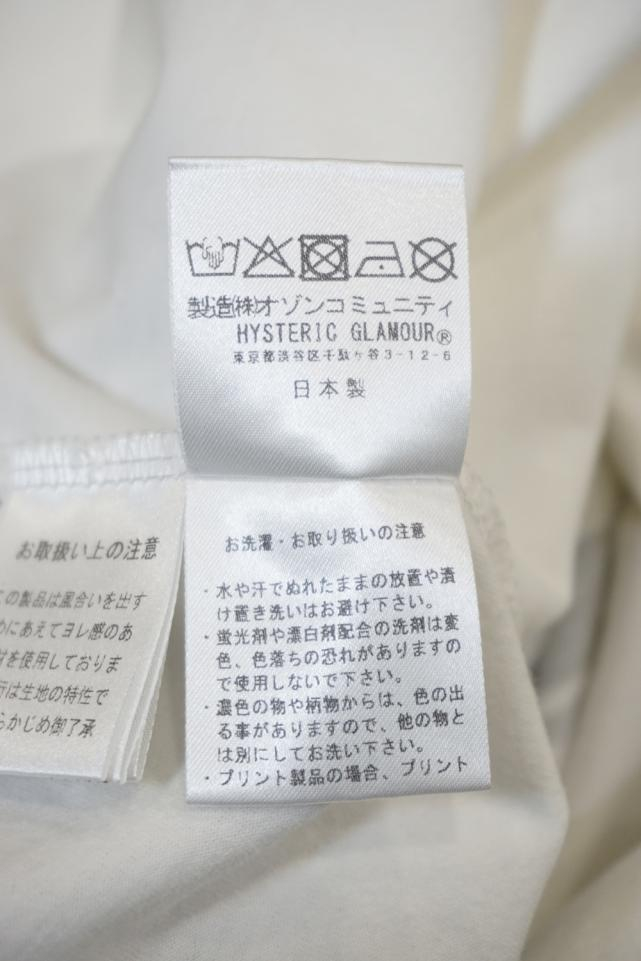 製造(株)オゾンコミュニティ
HYSTERIC GLAMOUR®
東京都渋谷区千駄ヶ谷3-12-6
日本製
お洗濯・お取り扱いの注意
・水や汗でぬれたままの放置や漬
け置き洗いはお避け下さい。
・蛍光剤や漂白剤配合の洗剤は変
色、色落ちの恐れがありますの
で使用しないで下さい。
・濃色の物や柄物からは、色の出
る事がありますので、他の物と
は別にしてお洗い下さい。
・プリント製品の場合、プリント
お取扱い上の注意
この製品は風合いを出す
めにあえてヨレ感のあ
材を使用しておりま
行は生地の特性で
らかじめ御了承